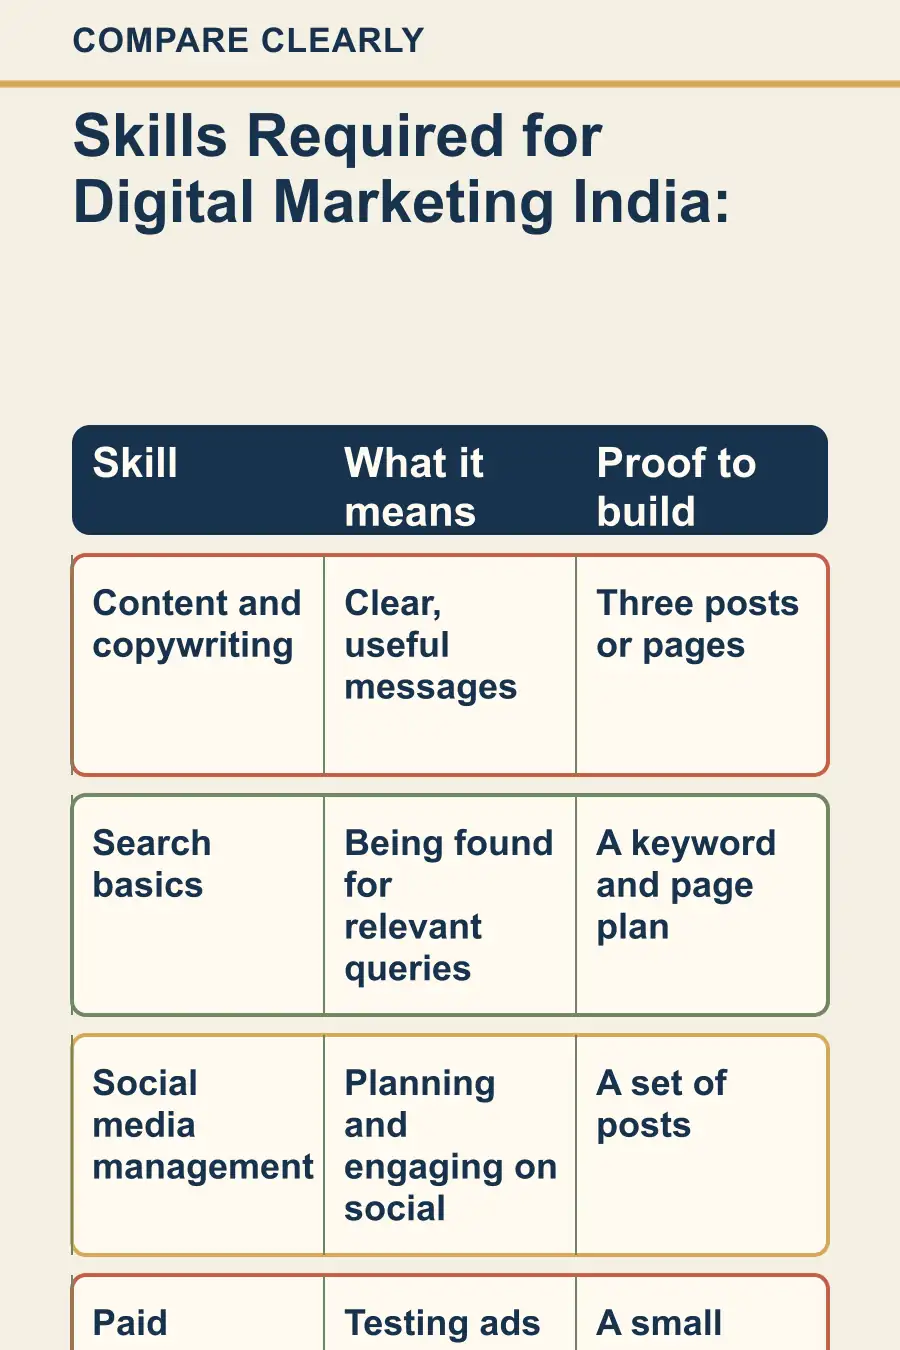 COMPARE CLEARLY
Skills Required for
Digital Marketing India:
Skill
What it
means
Proof to
build
Content and
copywriting
Clear,
useful
messages
Three posts
or pages
Search
basics
Being found
for
relevant
queries
A keyword
and page
plan
Social
media
management
Planning
and
engaging on
social
A set of
posts
Paid
Testing ads
A small